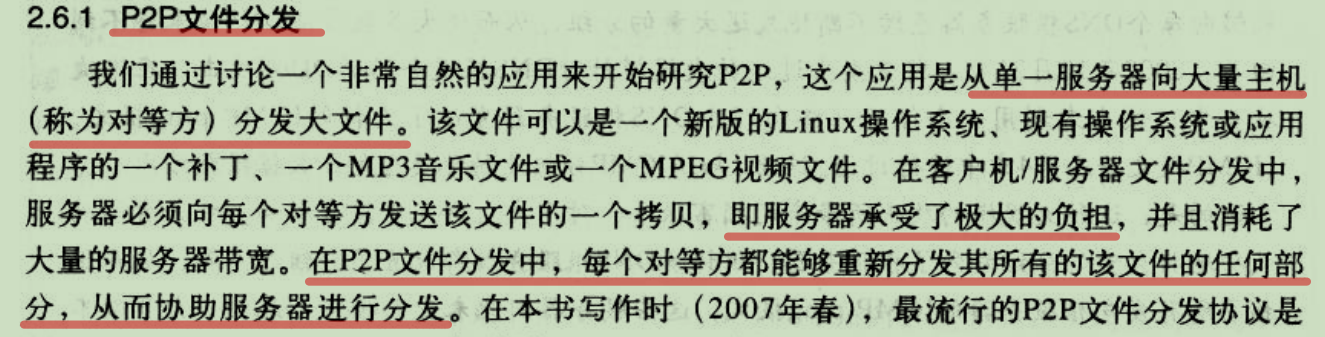 2.6.1 P2P文件分发
我们通过讨论一个非常自然的应用来开始研究P2P，这个应用是从单一服务器向大量主机
（称为对等方）分发大文件。该文件可以是一个新版的Linux操作系统、现有操作系统或应用
程序的一个补丁、一个MP3音乐文件或一个MPEG视频文件。在客户机/服务器文件分发中，
服务器必须向每个对等方发送该文件的一个拷贝，即服务器承受了极大的负担，并且消耗了
大量的服务器带宽。在P2P文件分发中，每个对等方都能够重新分发其所有的该文件的任何部
分，从而协助服务器进行分发。在本书写作时（2007年春），最流行的P2P文件分发协议是